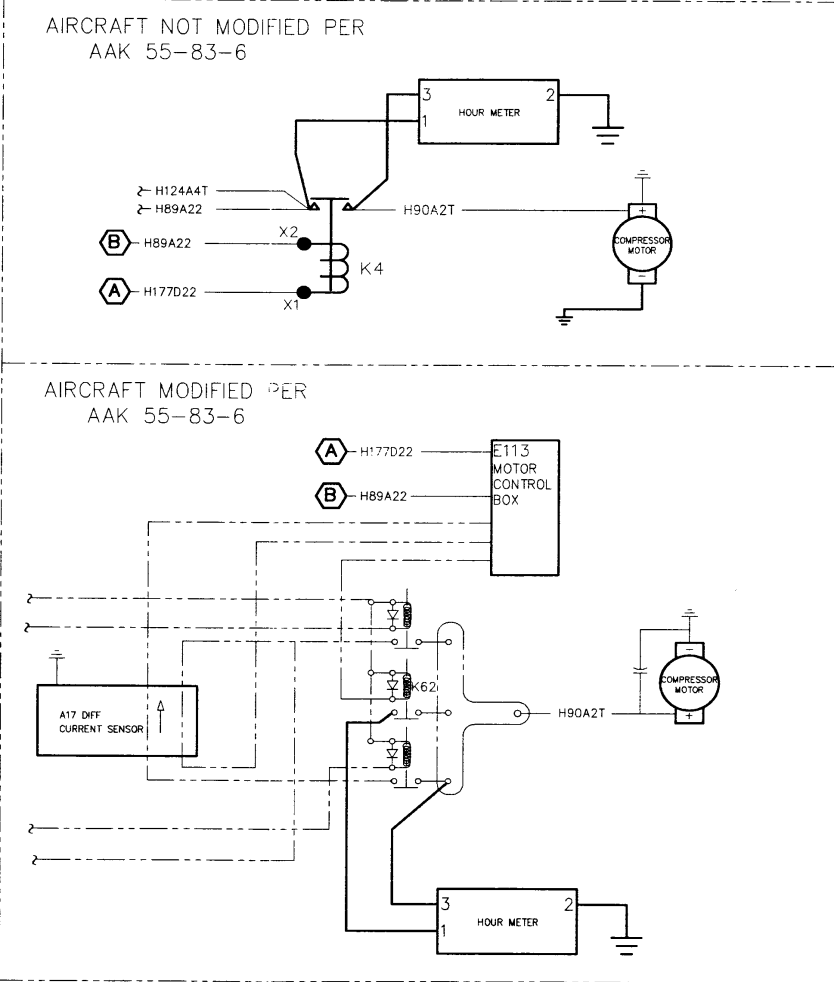 AIRCRAFT NOT MODIFIED PER
AAK 55-83-6
3
2
HOUR METER
1
H124A4T
H89A22
H90A2T
+
B
H89A22
X2
COMPRESSOR
MOTOR
K4
A
H177D22
X1
−
AIRCRAFT MODIFIED PER
AAK 55-83-6
A
H177D22
E113
MOTOR
CONTROL
BOX
B
H89A22
−
K62
COMPRESSOR
MOTOR
H90A2T
+
A17 DIFF
CURRENT SENSOR
3
2
HOUR METER
1